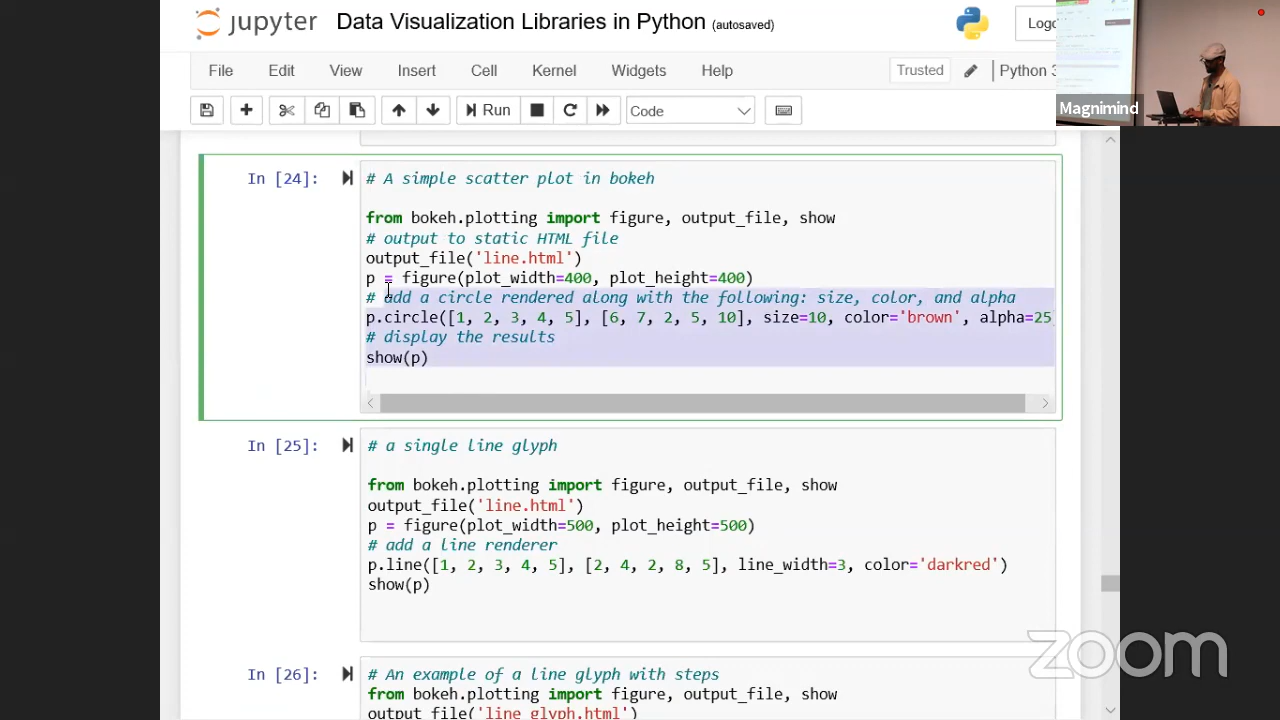 jupyter Data Visualization Libraries in Python (autosaved)
Logo
File Edit View Insert Cell Kernel Widgets Help
Trusted
Python 3
Run
Code
Magnimind
In [24]:
# A simple scatter plot in bokeh
from bokeh.plotting import figure, output_file, show
# output to static HTML file
output_file('line.html')
p = figure(plot_width=400, plot_height=400)
# add a circle rendered along with the following: size, color, and alpha
p.circle([1, 2, 3, 4, 5], [6, 7, 2, 5, 10], size=10, color='brown', alpha=25
# display the results
show(p)
In [25]:
# a single line glyph
from bokeh.plotting import figure, output_file, show
output_file('line.html')
p = figure(plot_width=500, plot_height=500)
# add a line renderer
p.line([1, 2, 3, 4, 5], [2, 4, 2, 8, 5], line_width=3, color='darkred')
show(p)
In [26]:
# An example of a line glyph with steps
from bokeh.plotting import figure, output_file, show
output_file('line_glyph.html')
zoom